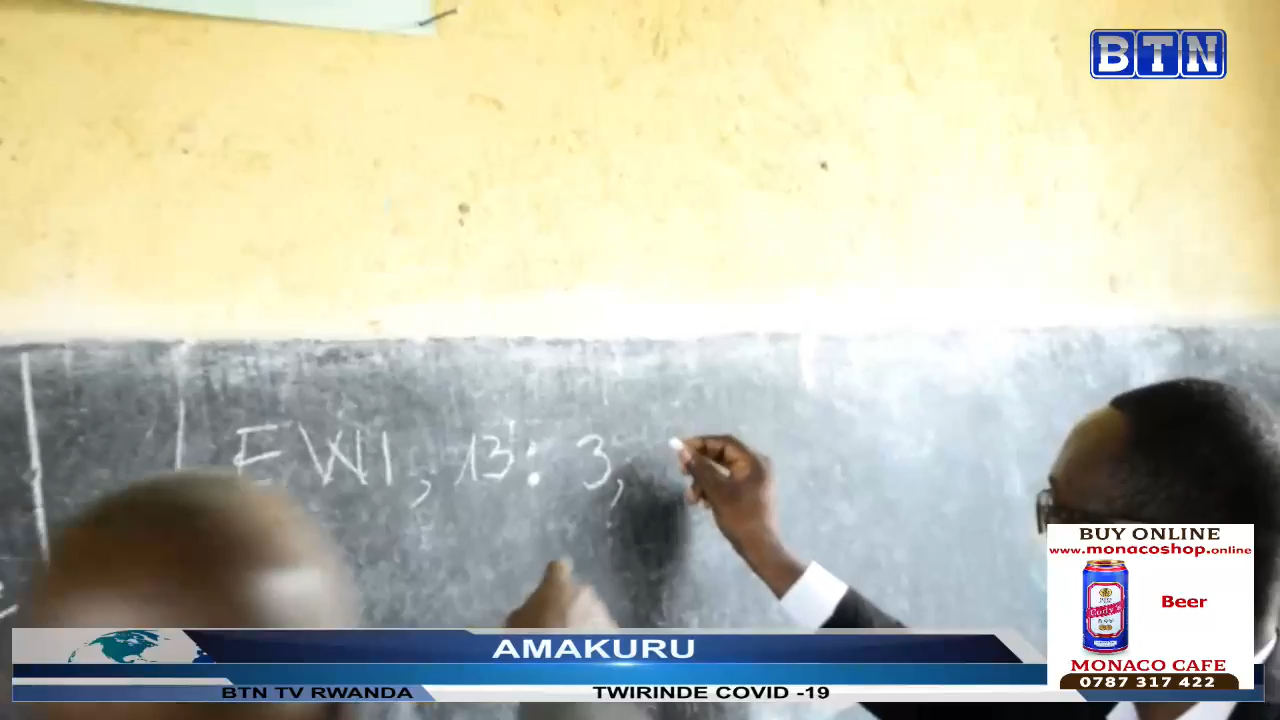 BTN
EWI, 13: 3,
BUY ONLINE
www.monacoshop.online
Beer
MONACO CAFE
0787 317 422
AMAKURU
BTN TV RWANDA
TWIRINDE COVID -19